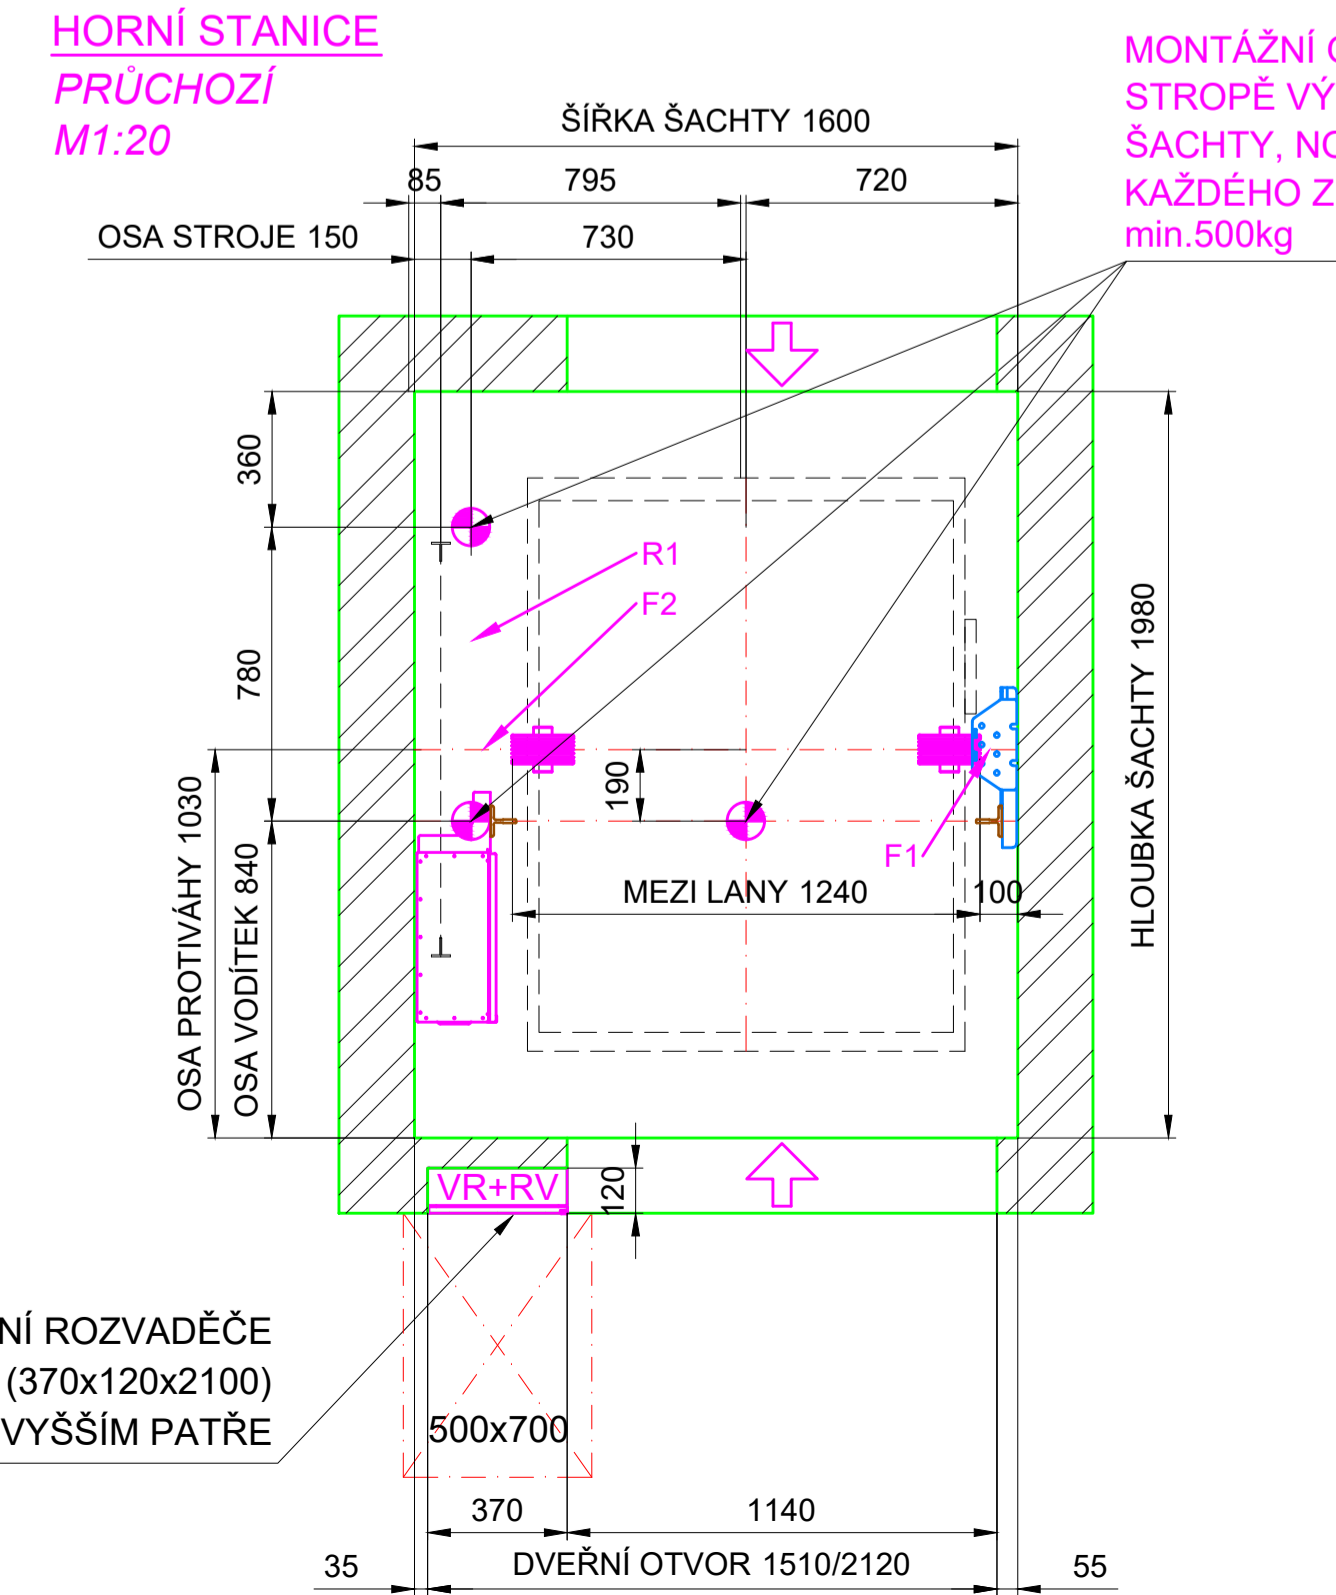 HORNÍ STANICE
PRŮCHOZÍ
M1:20
MONTÁŽNÍ
STROPĚ VÝ
ŠACHTY, NO
KAŽDÉHO Z
min.500kg
ŠÍŘKA ŠACHTY 1600
85
795
720
OSA STROJE 150
730
360
R1
F2
780
HLOUBKA ŠACHTY 1980
190
OSA PROTIVÁHY 1030
OSA VODÍTEK 840
F1
MEZI LANY 1240
100
VR+RV
120
NÍ ROZVADĚČE
(370x120x2100)
VYŠŠÍM PATŘE
500x700
370
1140
35
DVEŘNÍ OTVOR 1510/2120
55